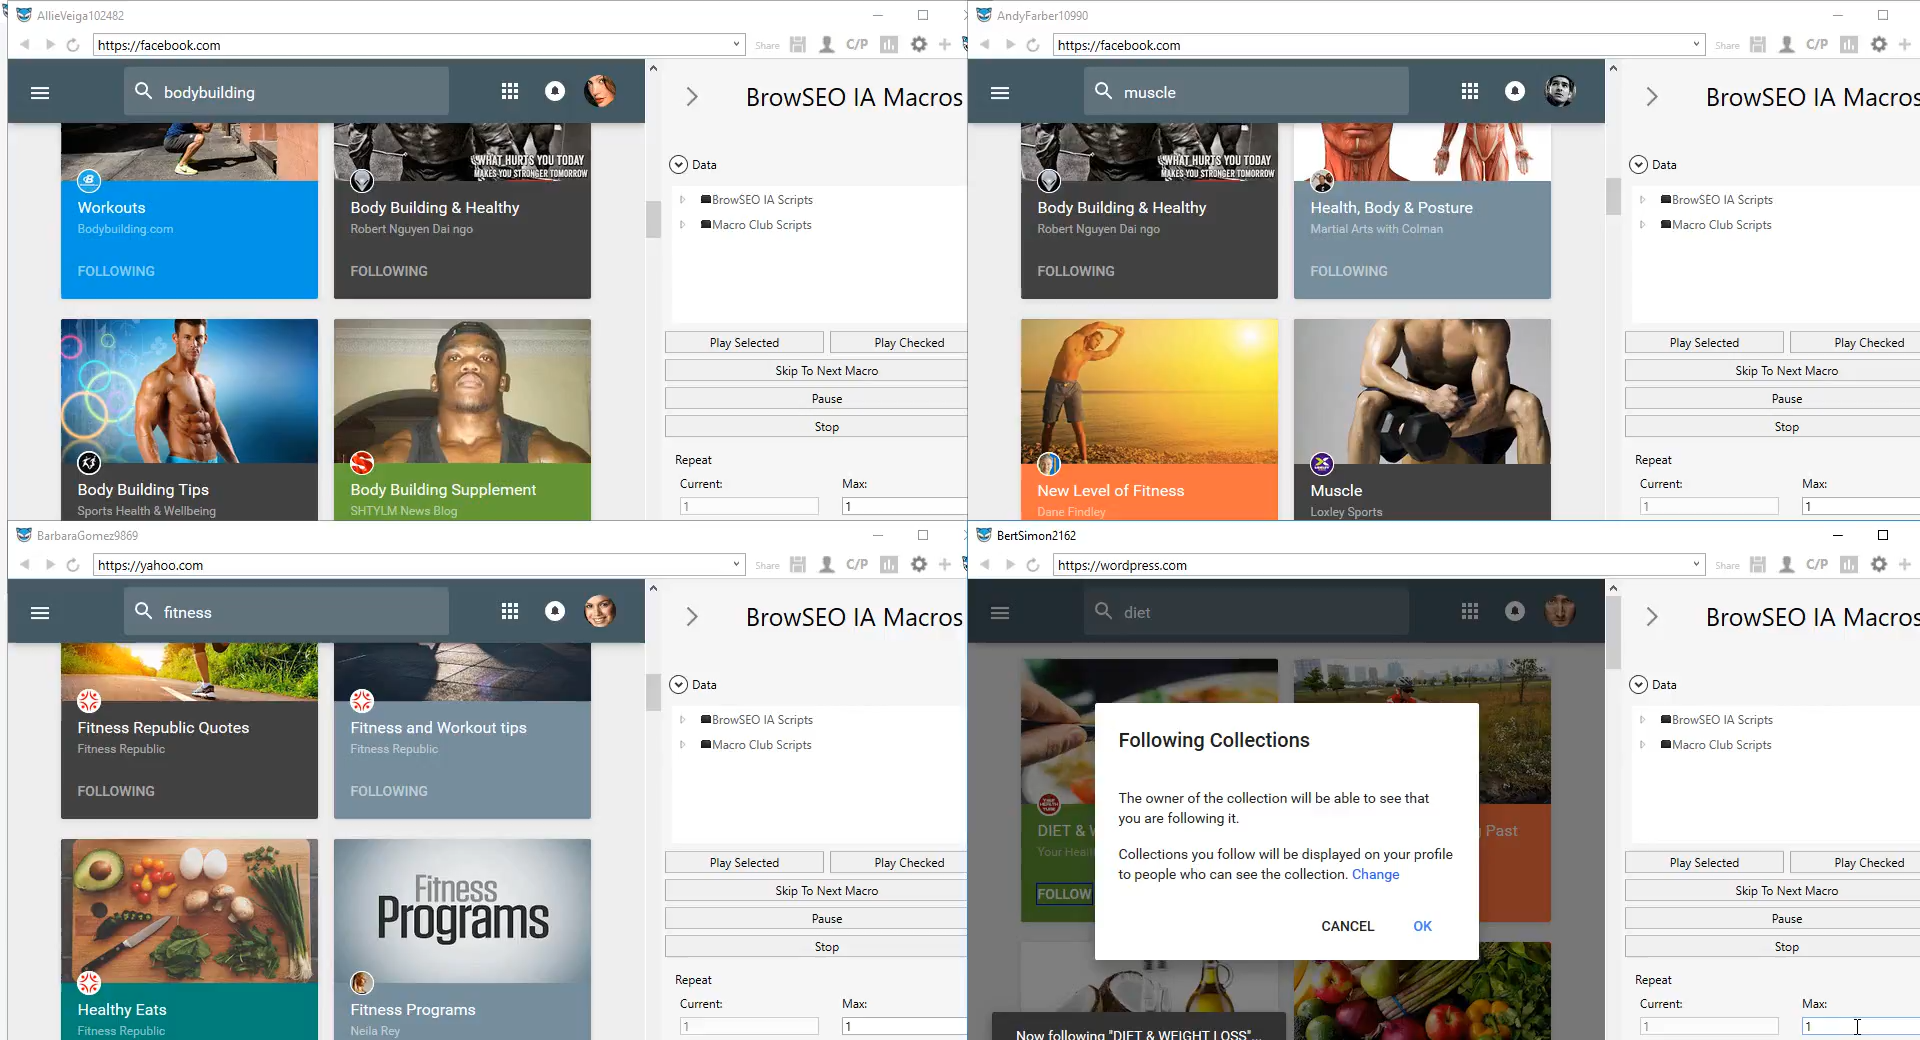 AllieVeiga102482
https://facebook.com
Share
C/P
bodybuilding
BrowSEO IA Macros
WHAT HURTS YOU TODAY
MAKES YOU STRONGER TOMORROW
Workouts
Bodybuilding.com
FOLLOWING
Body Building & Healthy
Robert Nguyen Dai ngo
FOLLOWING
Data
BrowSEO IA Scripts
Macro Club Scripts
Play Selected
Play Checked
Skip To Next Macro
Pause
Stop
Body Building Tips
Sports Health & Wellbeing
Body Building Supplement
SHTYLM News Blog
Repeat
Current:
Max:
1
1
AndyFarber10990
https://facebook.com
Share
C/P
muscle
BrowSEO IA Macros
WHAT HURTS YOU TODAY
MAKES YOU STRONGER TOMORROW
Body Building & Healthy
Robert Nguyen Dai ngo
FOLLOWING
Health, Body & Posture
Martial Arts with Colman
FOLLOWING
Data
BrowSEO IA Scripts
Macro Club Scripts
Play Selected
Play Checked
Skip To Next Macro
Pause
Stop
New Level of Fitness
Dane Findley
Muscle
Loxley Sports
Repeat
Current:
Max:
1
1
BarbaraGomez9869
https://yahoo.com
Share
C/P
fitness
BrowSEO IA Macros
Fitness Republic Quotes
Fitness Republic
FOLLOWING
Fitness and Workout tips
Fitness Republic
FOLLOWING
Data
BrowSEO IA Scripts
Macro Club Scripts
Play Selected
Play Checked
Skip To Next Macro
Pause
Stop
Fitness
Programs
Healthy Eats
Fitness Republic
Fitness Programs
Neila Rey
Repeat
Current:
Max:
1
1
BertSimon2162
https://wordpress.com
Share
C/P
diet
BrowSEO IA Macros
DIET & W
Your Heal
FOLLOW
Past
Following Collections
The owner of the collection will be able to see that
you are following it.
Collections you follow will be displayed on your profile
to people who can see the collection. Change
CANCEL
OK
Now following "DIET & WEIGHT LOSS"...
Data
BrowSEO IA Scripts
Macro Club Scripts
Play Selected
Play Checked
Skip To Next Macro
Pause
Stop
Repeat
Current:
Max:
1
1